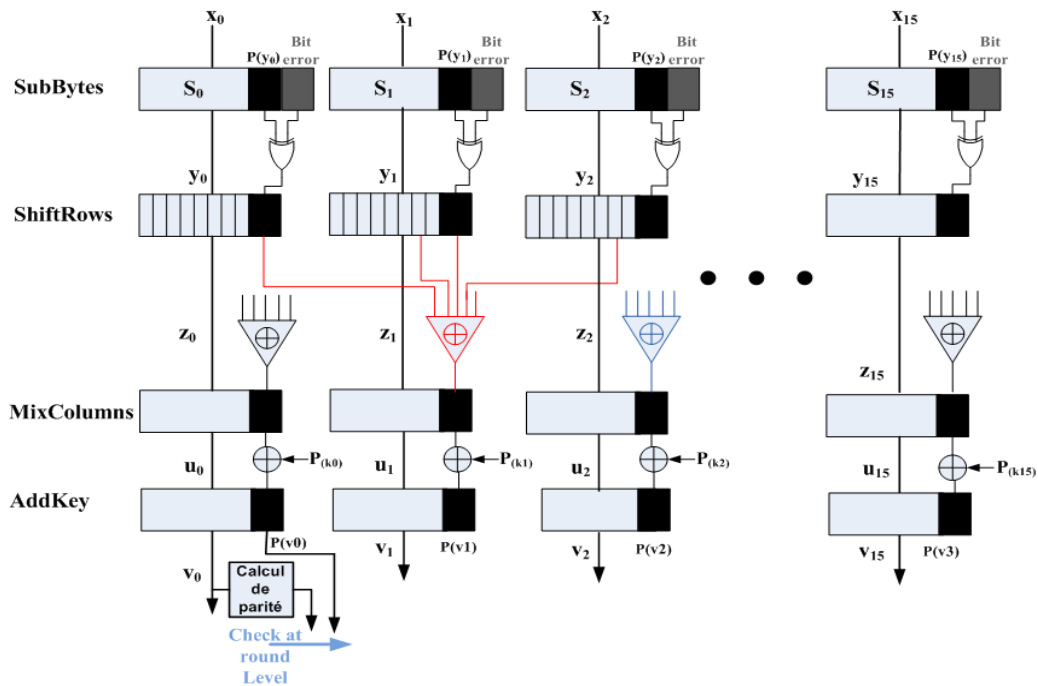 x0 x1 x2 x15
P(y0) Bit error P(y1) Bit error P(y2) Bit error P(y15) Bit error
SubBytes S0 S1 S2 S15
y0 y1 y2 y15
ShiftRows
z0 z1 z2 z15
MixColumns
u0 P(k0) u1 P(k1) u2 P(k2) u15 P(k15)
AddKey
v0 P(v0) v1 P(v1) v2 P(v2) v15 P(v3)
Calcul
de
parité
Check at
round
Level